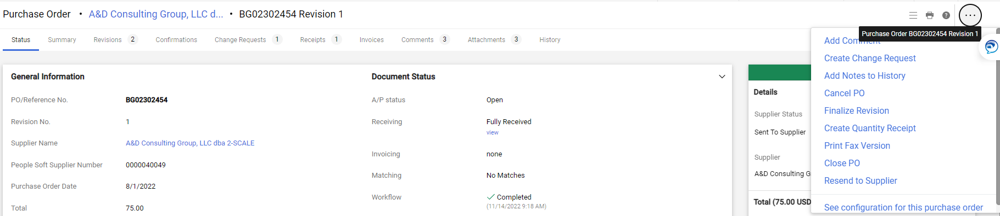 Purchase Order • A&D Consulting Group, LLC d... • BG02302454 Revision 1
Status Summary Revisions 2 Confirmations Change Requests 1 Receipts 1 Invoices Comments 3 Attachments 3 History
General Information
PO/Reference No. BG02302454
Revision No. 1
Supplier Name A&D Consulting Group, LLC dba 2-SCALE
People Soft Supplier Number 0000040049
Purchase Order Date 8/1/2022
Total 75.00
Document Status
A/P status Open
Receiving Fully Received
view
Invoicing none
Matching No Matches
Workflow Completed
(11/14/2022 9:18 AM)
Details
Supplier Status
Sent To Supplier
Supplier
A&D Consulting G
Total (75.00 USD
Purchase Order BG02302454 Revision 1
Add Comment
Create Change Request
Add Notes to History
Cancel PO
Finalize Revision
Create Quantity Receipt
Print Fax Version
Close PO
Resend to Supplier
See configuration for this purchase order